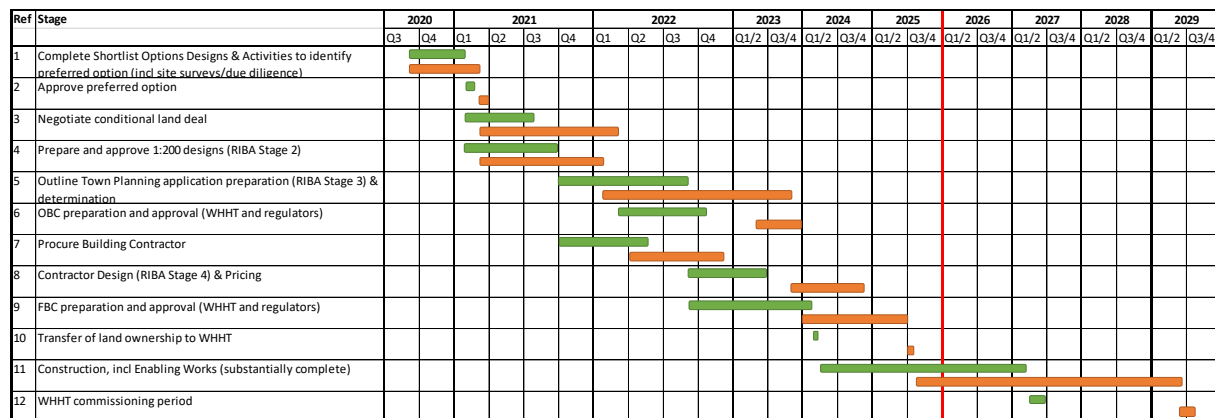 Ref Stage 2020 2021 2022 2023 2024 2025 2026 2027 2028 2029
Q3 Q4 Q1 Q2 Q3 Q4 Q1 Q2 Q3 Q4 Q1/2 Q3/4 Q1/2 Q3/4 Q1/2 Q3/4 Q1/2 Q3/4 Q1/2 Q3/4 Q1/2 Q3/4 Q1/2 Q3/4
1 Complete Shortlist Options Designs & Activities to identify
preferred option (incl site surveys/due diligence)
2 Approve preferred option
3 Negotiate conditional land deal
4 Prepare and approve 1:200 designs (RIBA Stage 2)
5 Outline Town Planning application preparation (RIBA Stage 3) &
determination
6 OBC preparation and approval (WHHT and regulators)
7 Procure Building Contractor
8 Contractor Design (RIBA Stage 4) & Pricing
9 FBC preparation and approval (WHHT and regulators)
10 Transfer of land ownership to WHHT
11 Construction, incl Enabling Works (substantially complete)
12 WHHT commissioning period